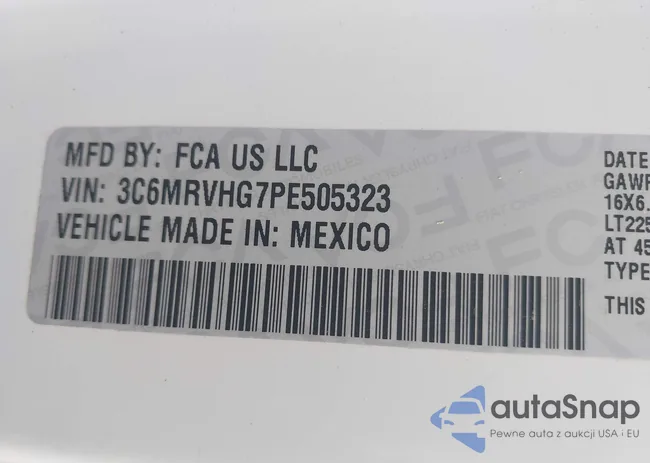 MFD BY: FCA US LLC
VIN: 3C6MRVHG7PE505323
VEHICLE MADE IN: MEXICO
DATE
GAWR
16X6.
LT225
AT 45
TYPE
THIS
autaSnap
Pewne auta z aukcji USA i EU